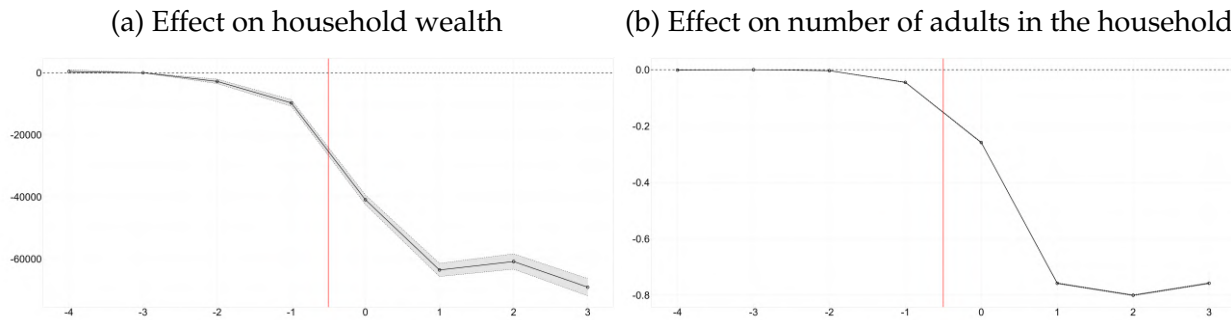 (a) Effect on household wealth
0
-20000
-40000
-60000
-4 -3 -2 -1 0 1 2 3
(b) Effect on number of adults in the household
0.0
-0.2
-0.4
-0.6
-0.8
-4 -3 -2 -1 0 1 2 3